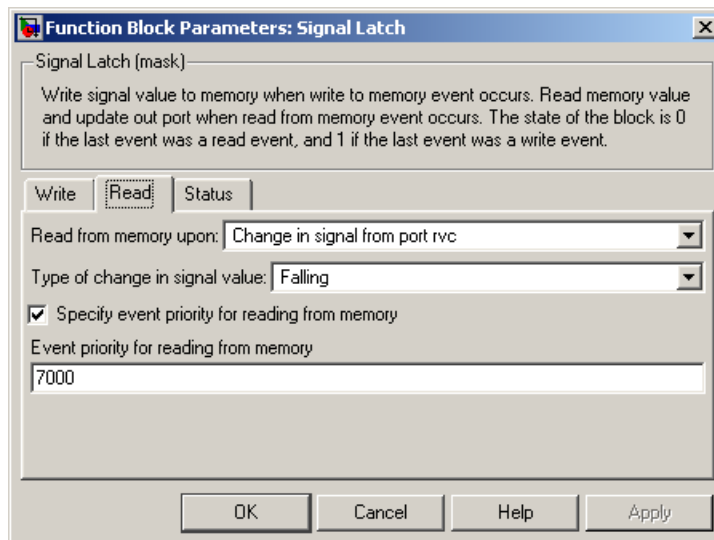 Function Block Parameters: Signal Latch
Signal Latch (mask)
Write signal value to memory when write to memory event occurs. Read memory value
and update out port when read from memory event occurs. The state of the block is 0
if the last event was a read event, and 1 if the last event was a write event.
Write Read Status
Read from memory upon: Change in signal from port rvc
Type of change in signal value: Falling
Specify event priority for reading from memory
Event priority for reading from memory
7000
OK Cancel Help Apply